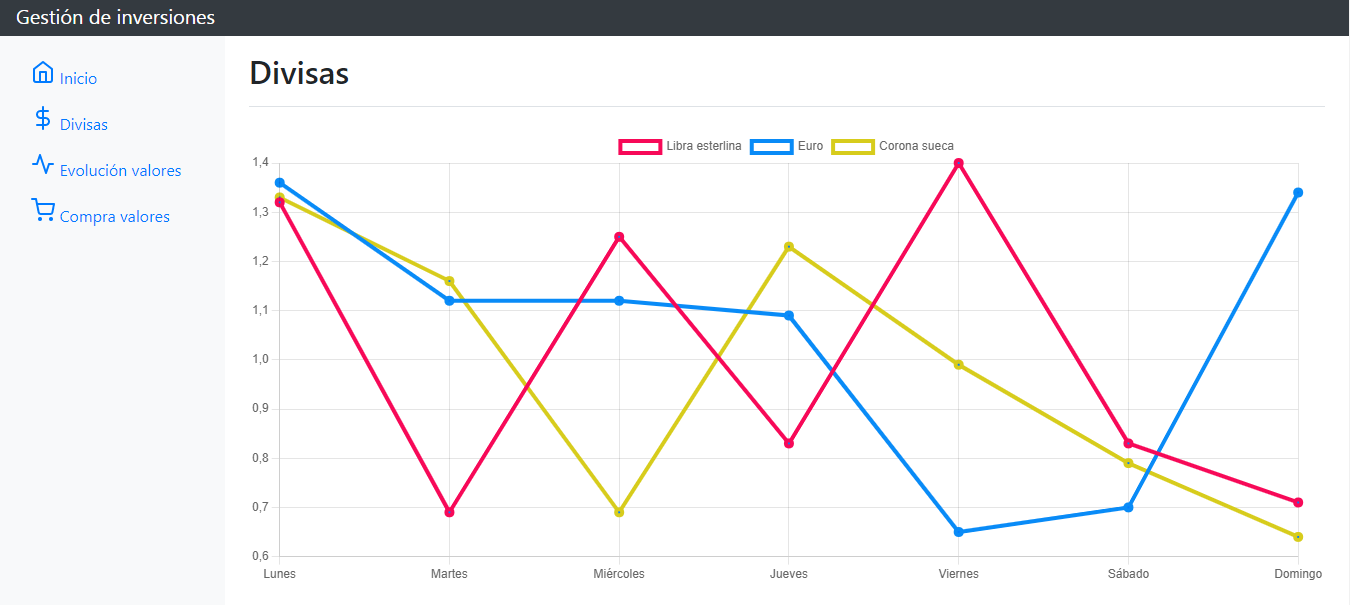 Gestión de inversiones
Inicio
Divisas
Evolución valores
Compra valores
Divisas
Libra esterlina Euro Corona sueca
1,4
1,3
1,2
1,1
1,0
0,9
0,8
0,7
0,6
Lunes Martes Miércoles Jueves Viernes Sábado Domingo